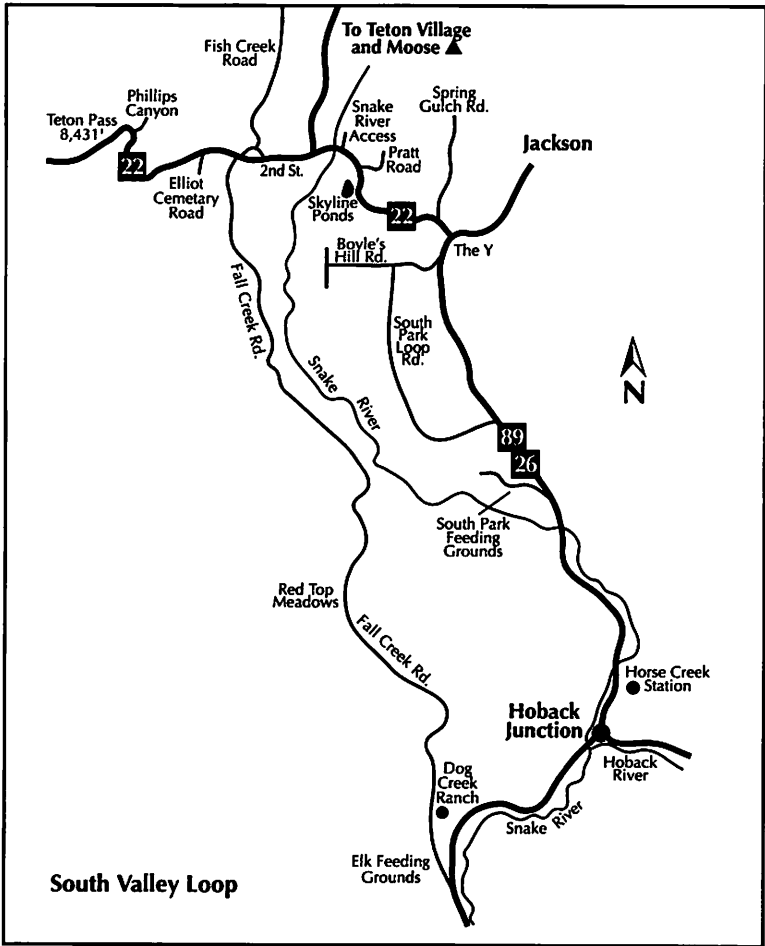 To Teton Village
and Moose
Fish Creek
Road
Phillips
Canyon
Teton Pass
8,431'
22
Elliot
Cemetary
Road
2nd St.
Snake
River
Access
Pratt
Road
Spring
Gulch Rd.
Jackson
Skyline
Ponds
22
The Y
Boyle's
Hill Rd.
Fall Creek Rd.
South
Park
Loop
Rd.
Snake River
N
89
26
South Park
Feeding
Grounds
Red Top
Meadows
Fall Creek Rd.
Horse Creek
Station
Hoback
Junction
Hoback
River
Dog
Creek
Ranch
Snake River
Elk Feeding
Grounds
South Valley Loop